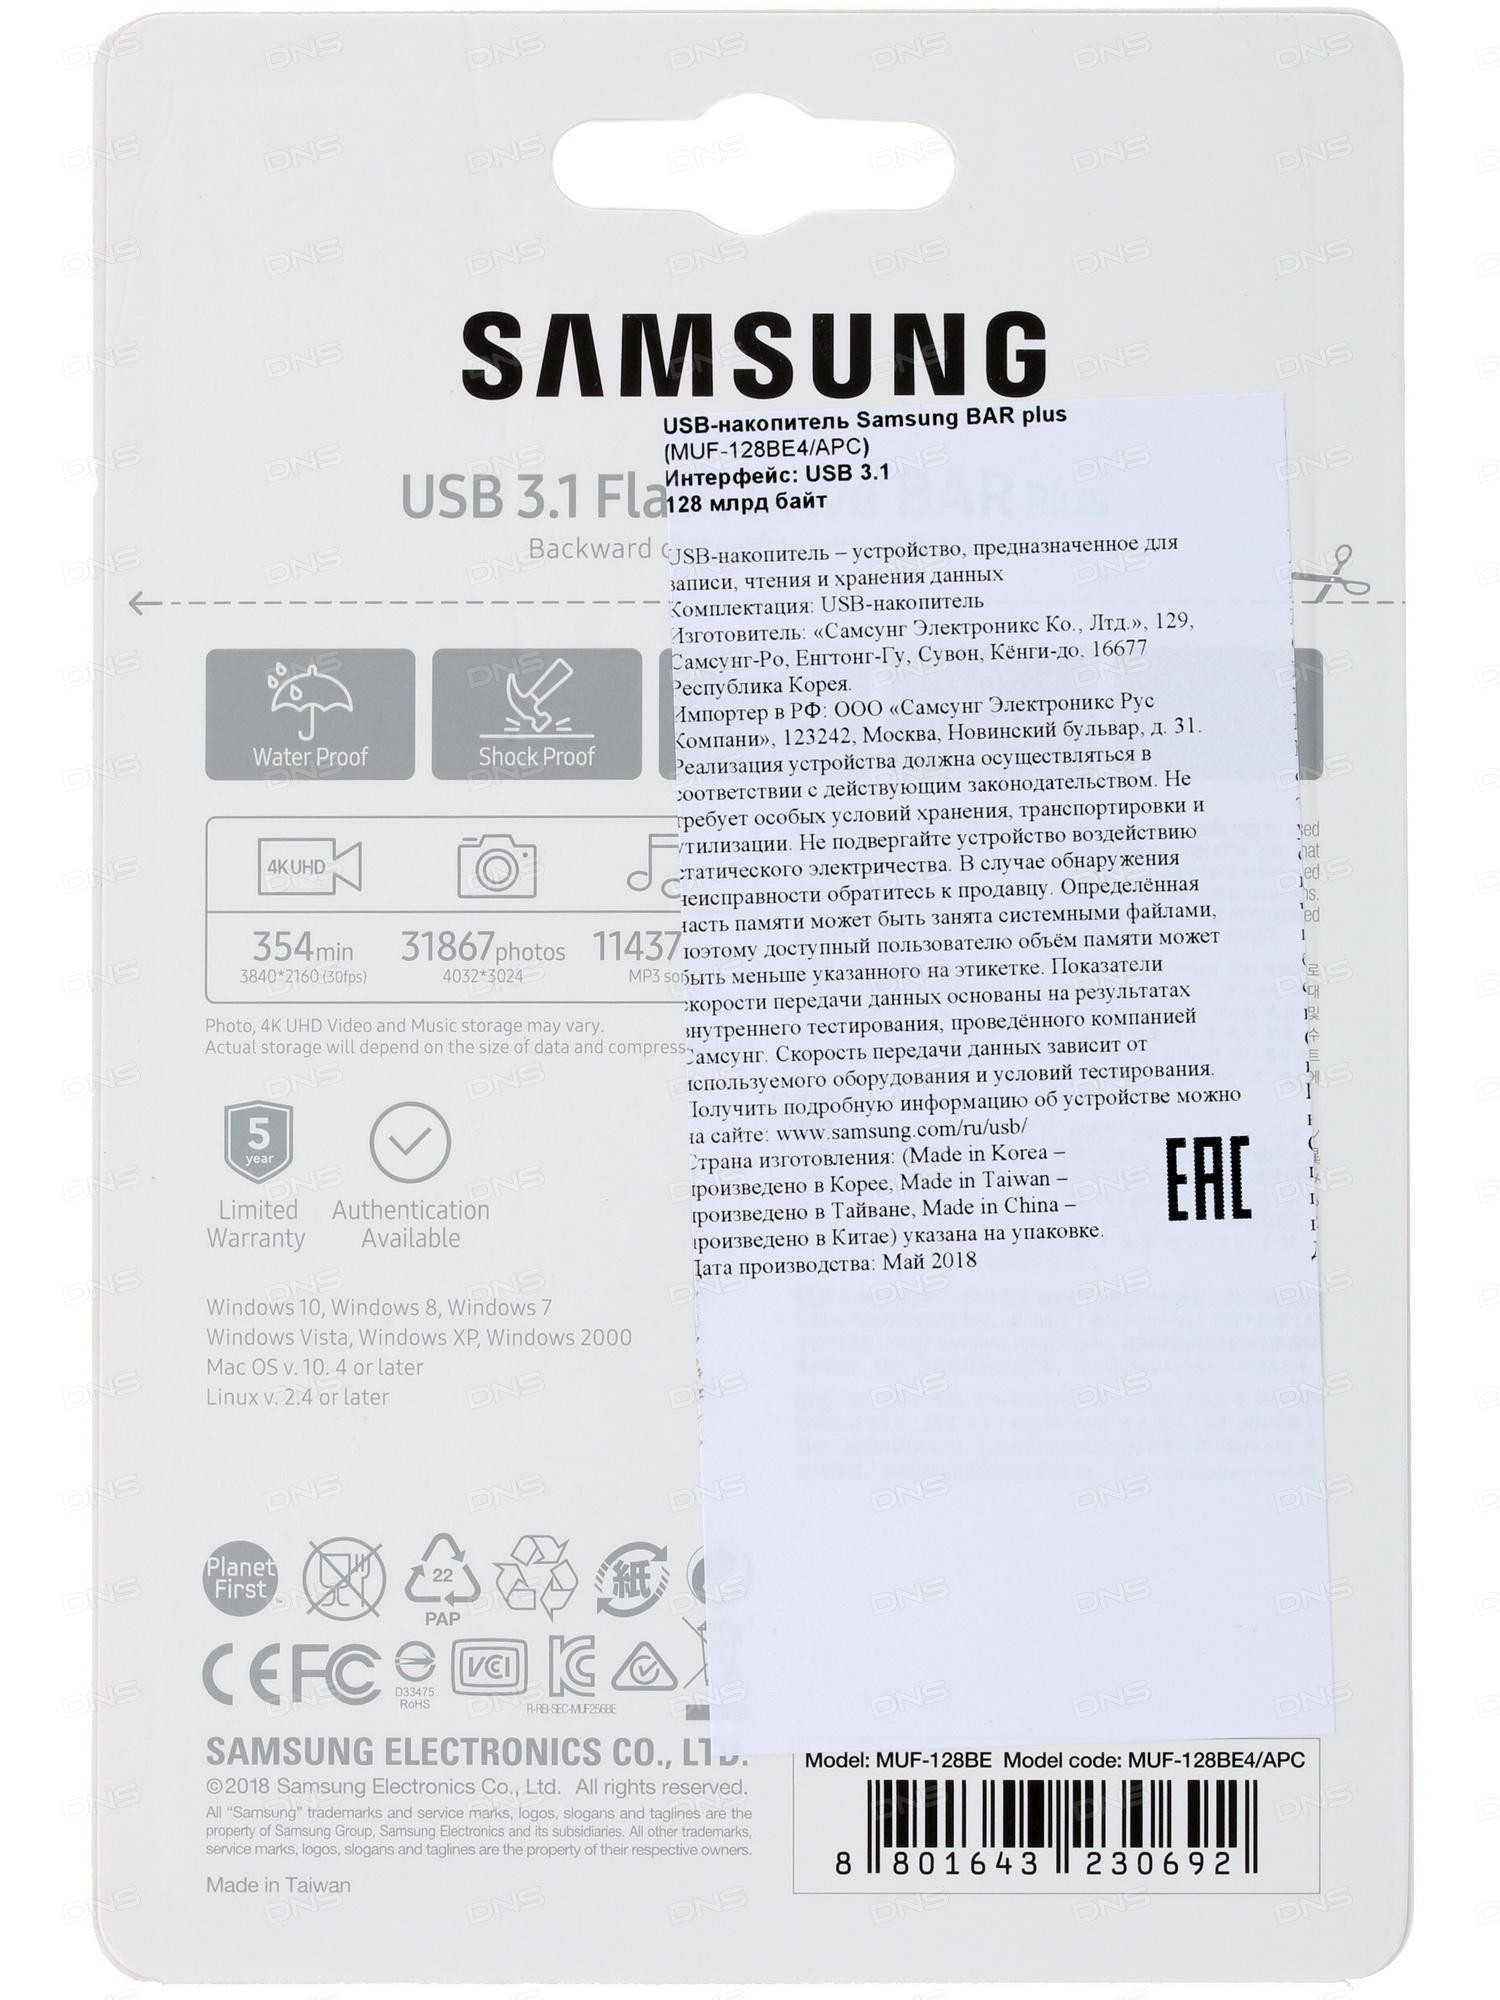 SAMSUNG
USB-накопитель Samsung BAR plus
(MUF-128BE4/APC)
Интерфейс: USB 3.1
128 млрд байт
USB 3.1
Backward
USB-накопитель – устройство, предназначенное для
записи, чтения и хранения данных
Комплектация: USB-накопитель
Изготовитель: «Самсунг Электроникс Ко., Лтд.», 129,
Самсунг-Ро, Енгтонг-Гу, Сувон, Кёнги-до, 16677
Республика Корея.
Импортер в РФ: ООО «Самсунг Электроникс Рус
Компани», 123242, Москва, Новинский бульвар, д. 31.
Реализация устройства должна осуществляться в
соответствии с действующим законодательством. Не
требует особых условий хранения, транспортировки и
утилизации. Не подвергайте устройство воздействию
статического электричества. В случае обнаружения
неисправности обратитесь к продавцу. Определённая
часть памяти может быть занята системными файлами,
поэтому доступный пользователю объём памяти может
быть меньше указанного на этикетке. Показатели
скорости передачи данных основаны на результатах
внутреннего тестирования, проведённого компанией
Самсунг. Скорость передачи данных зависит от
используемого оборудования и условий тестирования.
Получить подробную информацию об устройстве можно
на сайте: www.samsung.com/ru/usb/
Страна изготовления: (Made in Korea –
произведено в Корее, Made in Taiwan –
произведено в Тайване, Made in China –
произведено в Китае) указана на упаковке.
Дата производства: Май 2018
EAC
Water Proof
Shock Proof
4K UHD
354min
3840*2160 (30fps)
31867photos
4032*3024
11437
MP3
Photo, 4K UHD Video and Music storage may vary.
Actual storage will depend on the size of data and
5
year
Limited
Warranty
Authentication
Available
Windows 10, Windows 8, Windows 7
Windows Vista, Windows XP, Windows 2000
Mac OS v. 10. 4 or later
Linux v. 2.4 or later
Planet
First
22
PAP
紙
CE FC
D33475
RoHS
VCI
R-REI-SEC-MUF256BE
SAMSUNG ELECTRONICS CO., LTD.
©2018 Samsung Electronics Co., Ltd. All rights reserved.
All “Samsung” trademarks and service marks, logos, slogans and taglines are the
property of Samsung Group, Samsung Electronics and its subsidiaries. All other trademarks,
service marks, logos, slogans and taglines are the property of their respective owners.
Made in Taiwan
Model: MUF-128BE Model code: MUF-128BE4/APC
8 801643 230692
DNS